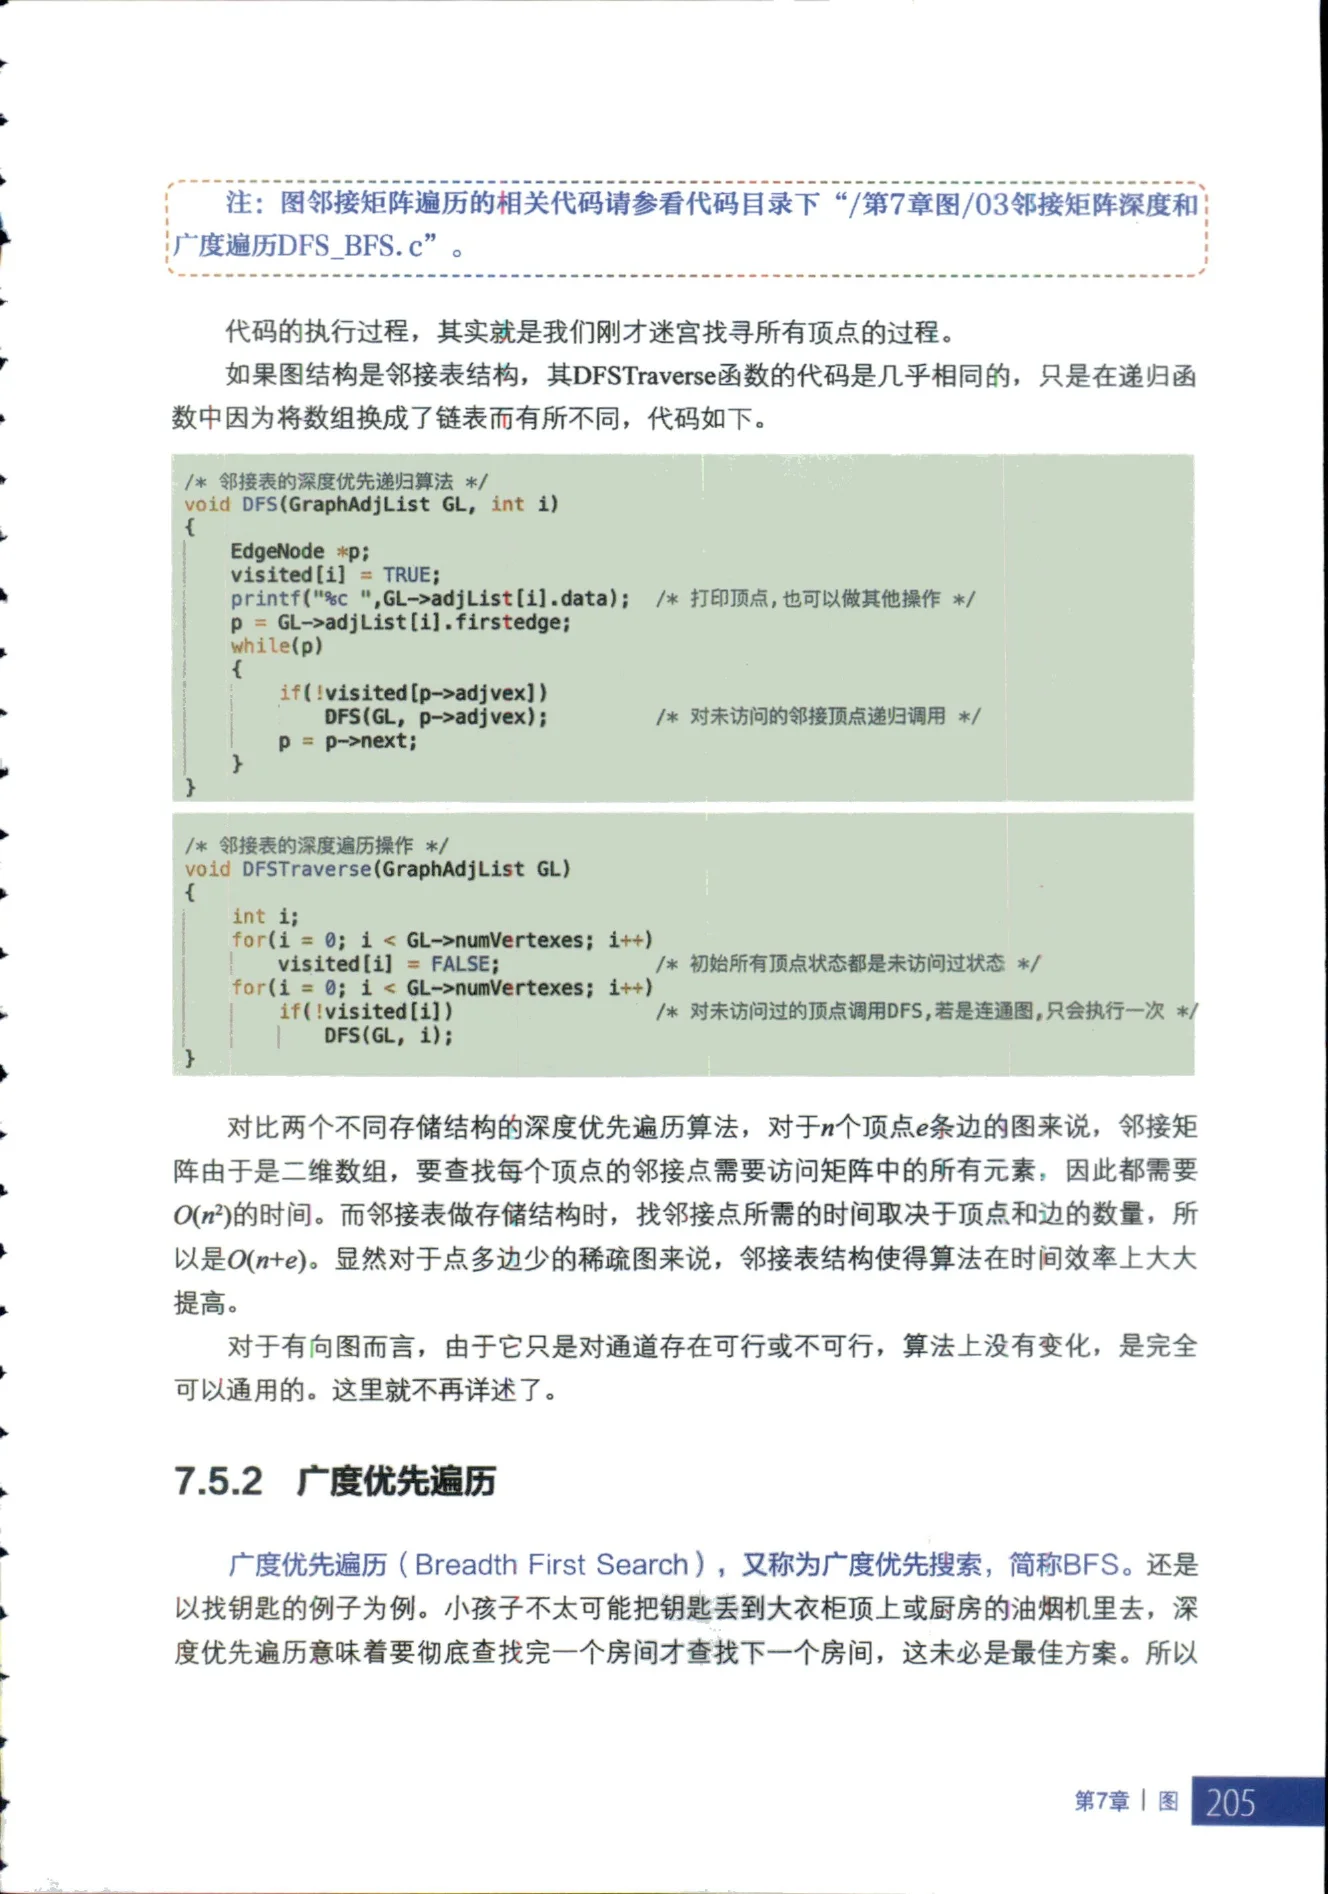 注：图邻接矩阵遍历的相关代码请参看代码目录下“/第7章图/03邻接矩阵深度和
广度遍历DFS_BFS.c”。
代码的执行过程，其实就是我们刚才迷宫找寻所有顶点的过程。
如果图结构是邻接表结构，其DFSTraverse函数的代码是几乎相同的，只是在递归函
数中因为将数组换成了链表而有所不同，代码如下。
/* 邻接表的深度优先递归算法 */
void DFS(GraphAdjList GL, int i)
{
    EdgeNode *p;
    visited[i] = TRUE;
    printf("%c ",GL->adjList[i].data);  /* 打印顶点,也可以做其他操作 */
    p = GL->adjList[i].firstedge;
    while(p)
    {
        if(!visited[p->adjvex])
            DFS(GL, p->adjvex);         /* 对未访问的邻接顶点递归调用 */
        p = p->next;
    }
}
/* 邻接表的深度遍历操作 */
void DFSTraverse(GraphAdjList GL)
{
    int i;
    for(i = 0; i < GL->numVertexes; i++)
        visited[i] = FALSE;             /* 初始所有顶点状态都是未访问过状态 */
    for(i = 0; i < GL->numVertexes; i++)
        if(!visited[i])                 /* 对未访问过的顶点调用DFS,若是连通图,只会执行一次 */
            DFS(GL, i);
}
对比两个不同存储结构的深度优先遍历算法，对于n个顶点e条边的图来说，邻接矩
阵由于是二维数组，要查找每个顶点的邻接点需要访问矩阵中的所有元素，因此都需要
O(n²)的时间。而邻接表做存储结构时，找邻接点所需的时间取决于顶点和边的数量，所
以是O(n+e)。显然对于点多边少的稀疏图来说，邻接表结构使得算法在时间效率上大大
提高。
对于有向图而言，由于它只是对通道存在可行或不可行，算法上没有变化，是完全
可以通用的。这里就不再详述了。
7.5.2 广度优先遍历
广度优先遍历（Breadth First Search），又称为广度优先搜索，简称BFS。还是
以找钥匙的例子为例。小孩子不太可能把钥匙丢到大衣柜顶上或厨房的油烟机里去，深
度优先遍历意味着要彻底查找完一个房间才查找下一个房间，这未必是最佳方案。所以
第7章 | 图 205